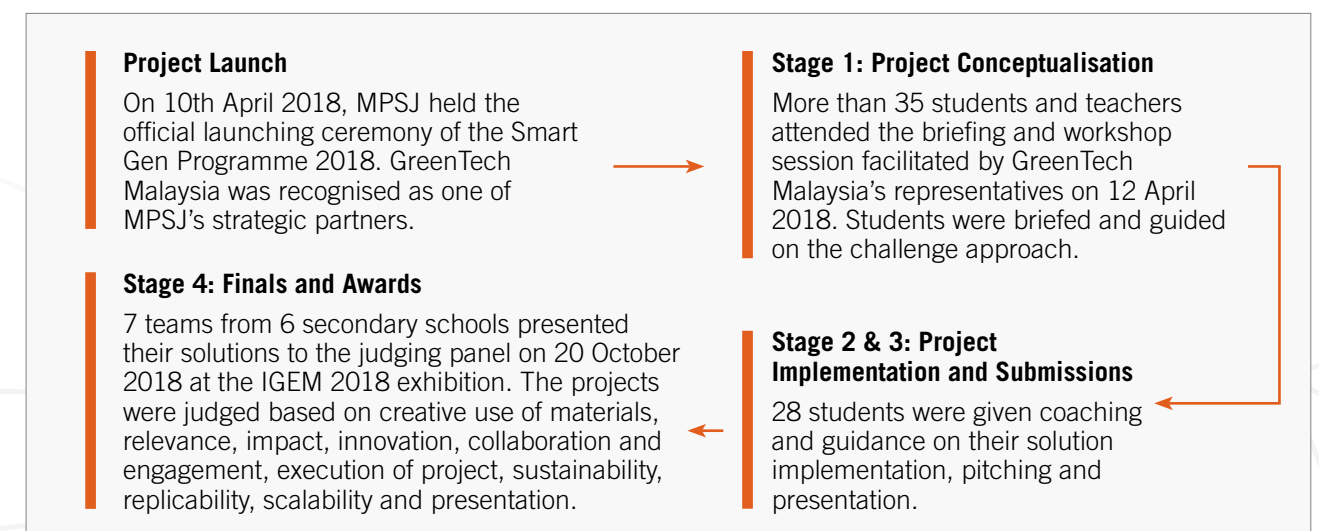 Project Launch
On 10th April 2018, MPSJ held the
official launching ceremony of the Smart
Gen Programme 2018. GreenTech
Malaysia was recognised as one of
MPSJ's strategic partners.
Stage 1: Project Conceptualisation
More than 35 students and teachers
attended the briefing and workshop
session facilitated by GreenTech
Malaysia's representatives on 12 April
2018. Students were briefed and guided
on the challenge approach.
Stage 2 & 3: Project
Implementation and Submissions
28 students were given coaching
and guidance on their solution
implementation, pitching and
presentation.
Stage 4: Finals and Awards
7 teams from 6 secondary schools presented
their solutions to the judging panel on 20 October
2018 at the IGEM 2018 exhibition. The projects
were judged based on creative use of materials,
relevance, impact, innovation, collaboration and
engagement, execution of project, sustainability,
replicability, scalability and presentation.